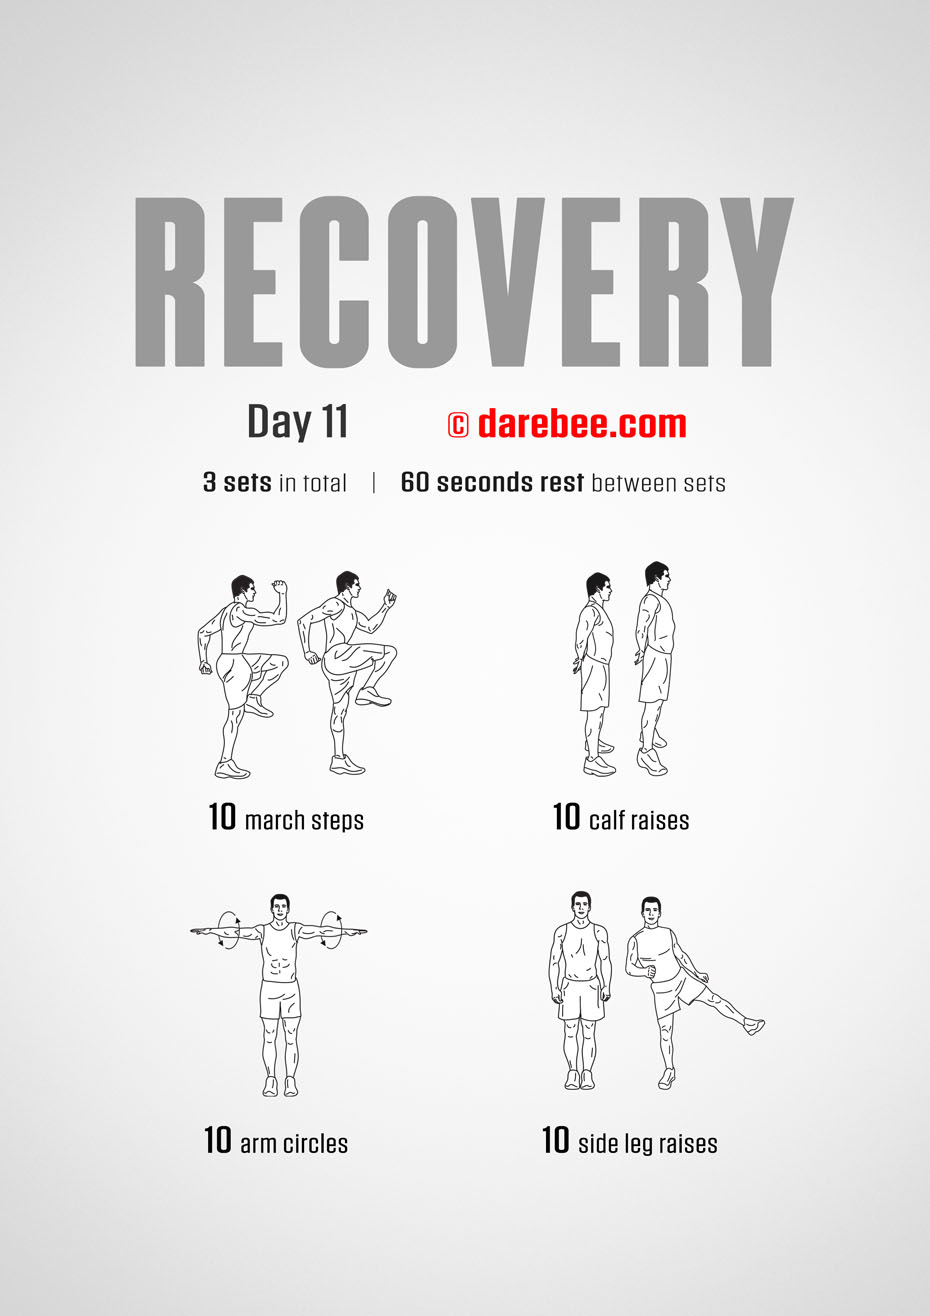 RECOVERY
Day 11
© darebee.com
3 sets in total | 60 seconds rest between sets
10 march steps
10 calf raises
10 arm circles
10 side leg raises